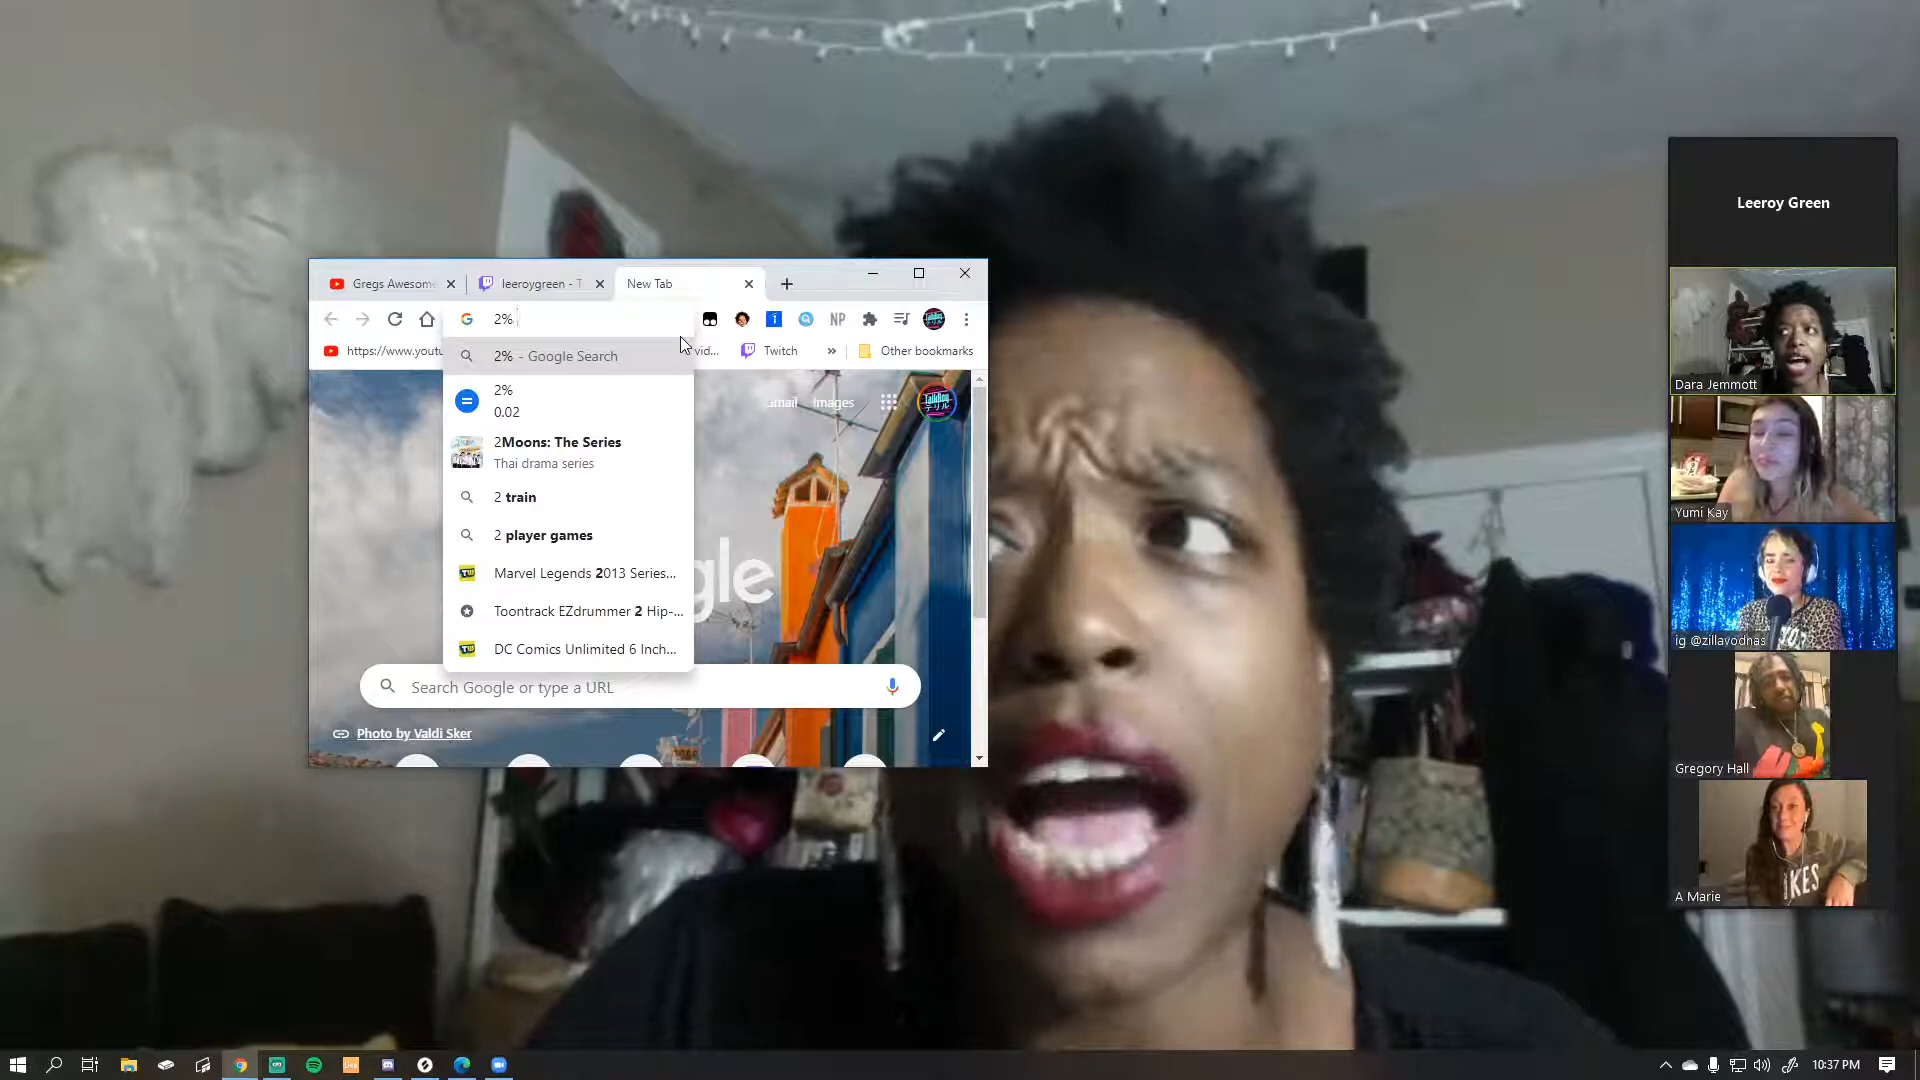 Leeroy Green
Dara Jemmott
Yumi Kay
ig @zillavodnas
Gregory Hall
A Marie
Gregs Awesom
leeroygreen - T
New Tab
2%
NP
https://www.youtu
vid...
Twitch
»
Other bookmarks
2% - Google Search
2%
0.02
2Moons: The Series
Thai drama series
2 train
2 player games
Marvel Legends 2013 Series...
Toontrack EZdrummer 2 Hip-...
DC Comics Unlimited 6 Inch...
Gmail Images
gle
Search Google or type a URL
Photo by Valdi Sker
10:37 PM